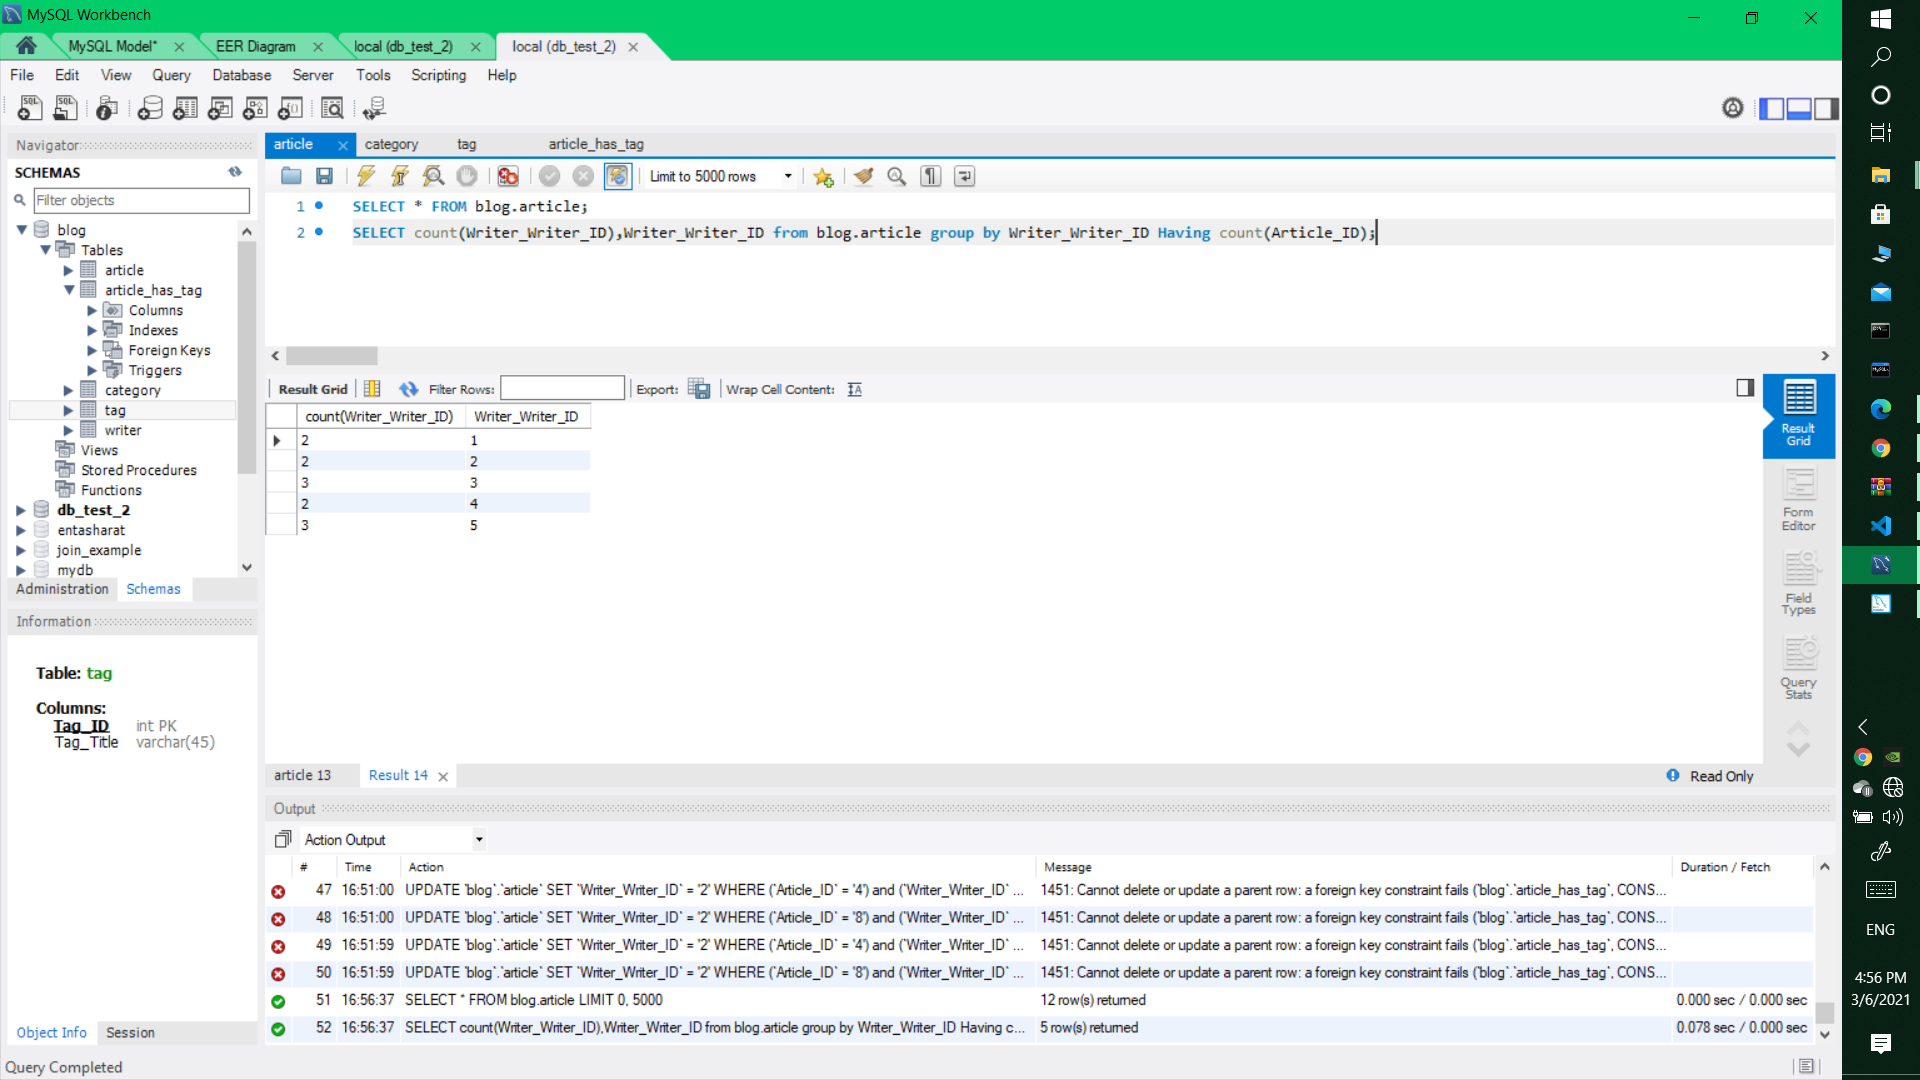 MySQL Workbench
MySQL Model* EER Diagram local (db_test_2) local (db_test_2)
File Edit View Query Database Server Tools Scripting Help
Navigator
SCHEMAS
Filter objects
blog
Tables
article
article_has_tag
Columns
Indexes
Foreign Keys
Triggers
category
tag
writer
Views
Stored Procedures
Functions
db_test_2
entasharat
join_example
mydb
Administration Schemas
Information
Table: tag
Columns:
Tag_ID int PK
Tag_Title varchar(45)
Object Info Session
Query Completed
article category tag article_has_tag
Limit to 5000 rows
1 SELECT * FROM blog.article;
2 SELECT count(Writer_Writer_ID),Writer_Writer_ID from blog.article group by Writer_Writer_ID Having count(Article_ID);
Result Grid Filter Rows: Export: Wrap Cell Content:
count(Writer_Writer_ID) Writer_Writer_ID
2 1
2 2
3 3
2 4
3 5
Result Grid
Form Editor
Field Types
Query Stats
article 13 Result 14 Read Only
Output
Action Output
# Time Action Message Duration / Fetch
47 16:51:00 UPDATE `blog`.`article` SET `Writer_Writer_ID` = '2' WHERE (`Article_ID` = '4') and (`Writer_Writer_ID` ... 1451: Cannot delete or update a parent row: a foreign key constraint fails (`blog`.`article_has_tag`, CONS...
48 16:51:00 UPDATE `blog`.`article` SET `Writer_Writer_ID` = '2' WHERE (`Article_ID` = '8') and (`Writer_Writer_ID` ... 1451: Cannot delete or update a parent row: a foreign key constraint fails (`blog`.`article_has_tag`, CONS...
49 16:51:59 UPDATE `blog`.`article` SET `Writer_Writer_ID` = '2' WHERE (`Article_ID` = '4') and (`Writer_Writer_ID` ... 1451: Cannot delete or update a parent row: a foreign key constraint fails (`blog`.`article_has_tag`, CONS...
50 16:51:59 UPDATE `blog`.`article` SET `Writer_Writer_ID` = '2' WHERE (`Article_ID` = '8') and (`Writer_Writer_ID` ... 1451: Cannot delete or update a parent row: a foreign key constraint fails (`blog`.`article_has_tag`, CONS...
51 16:56:37 SELECT * FROM blog.article LIMIT 0, 5000 12 row(s) returned 0.000 sec / 0.000 sec
52 16:56:37 SELECT count(Writer_Writer_ID),Writer_Writer_ID from blog.article group by Writer_Writer_ID Having c... 5 row(s) returned 0.078 sec / 0.000 sec
ENG
4:56 PM
3/6/2021